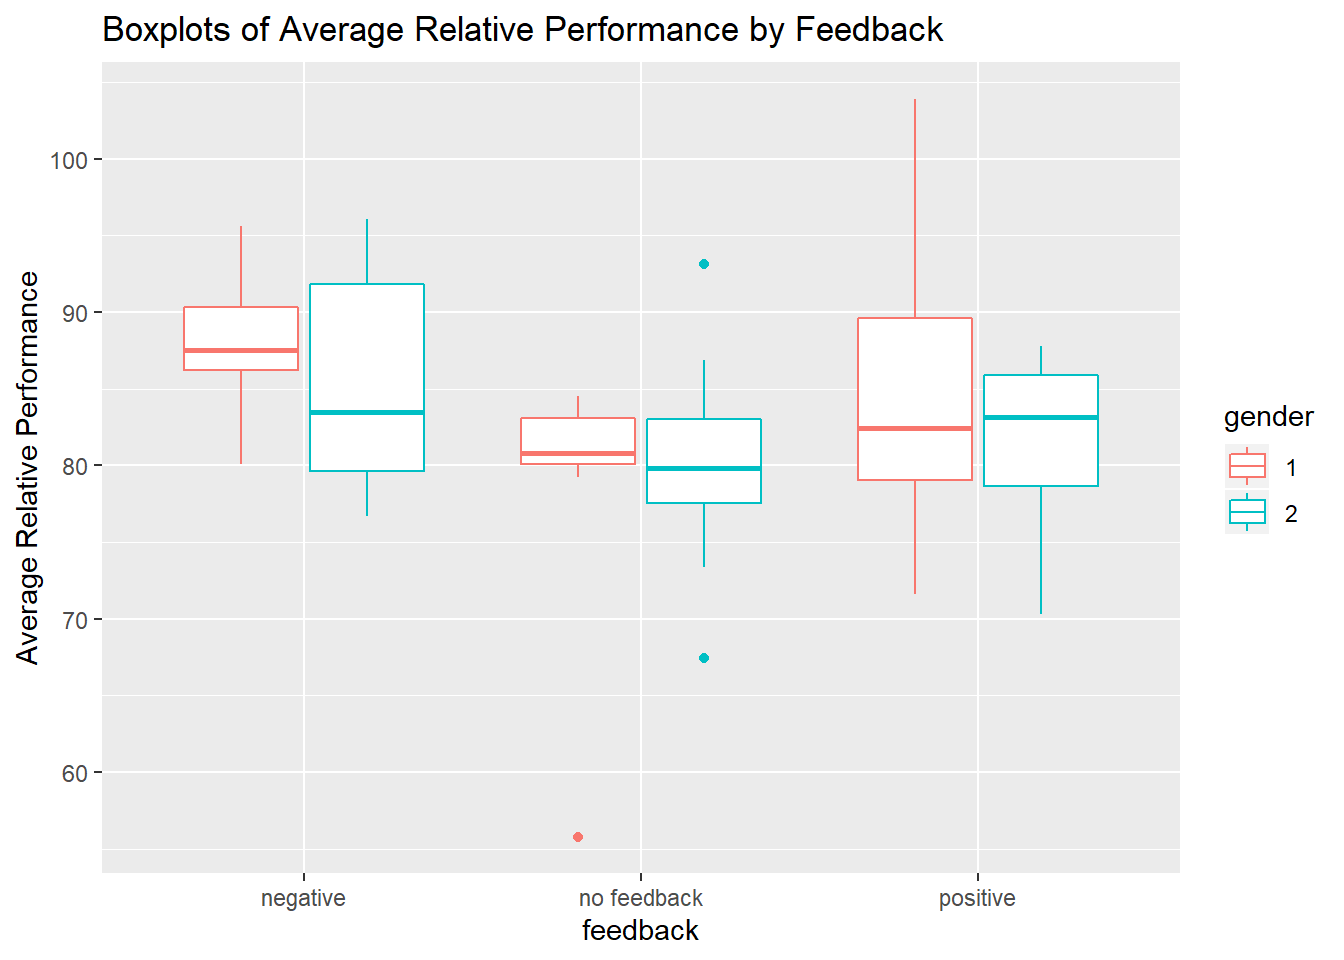 Boxplots of Average Relative Performance by Feedback
Average Relative Performance
100
90
80
70
60
negative
no feedback
positive
feedback
gender
1
2